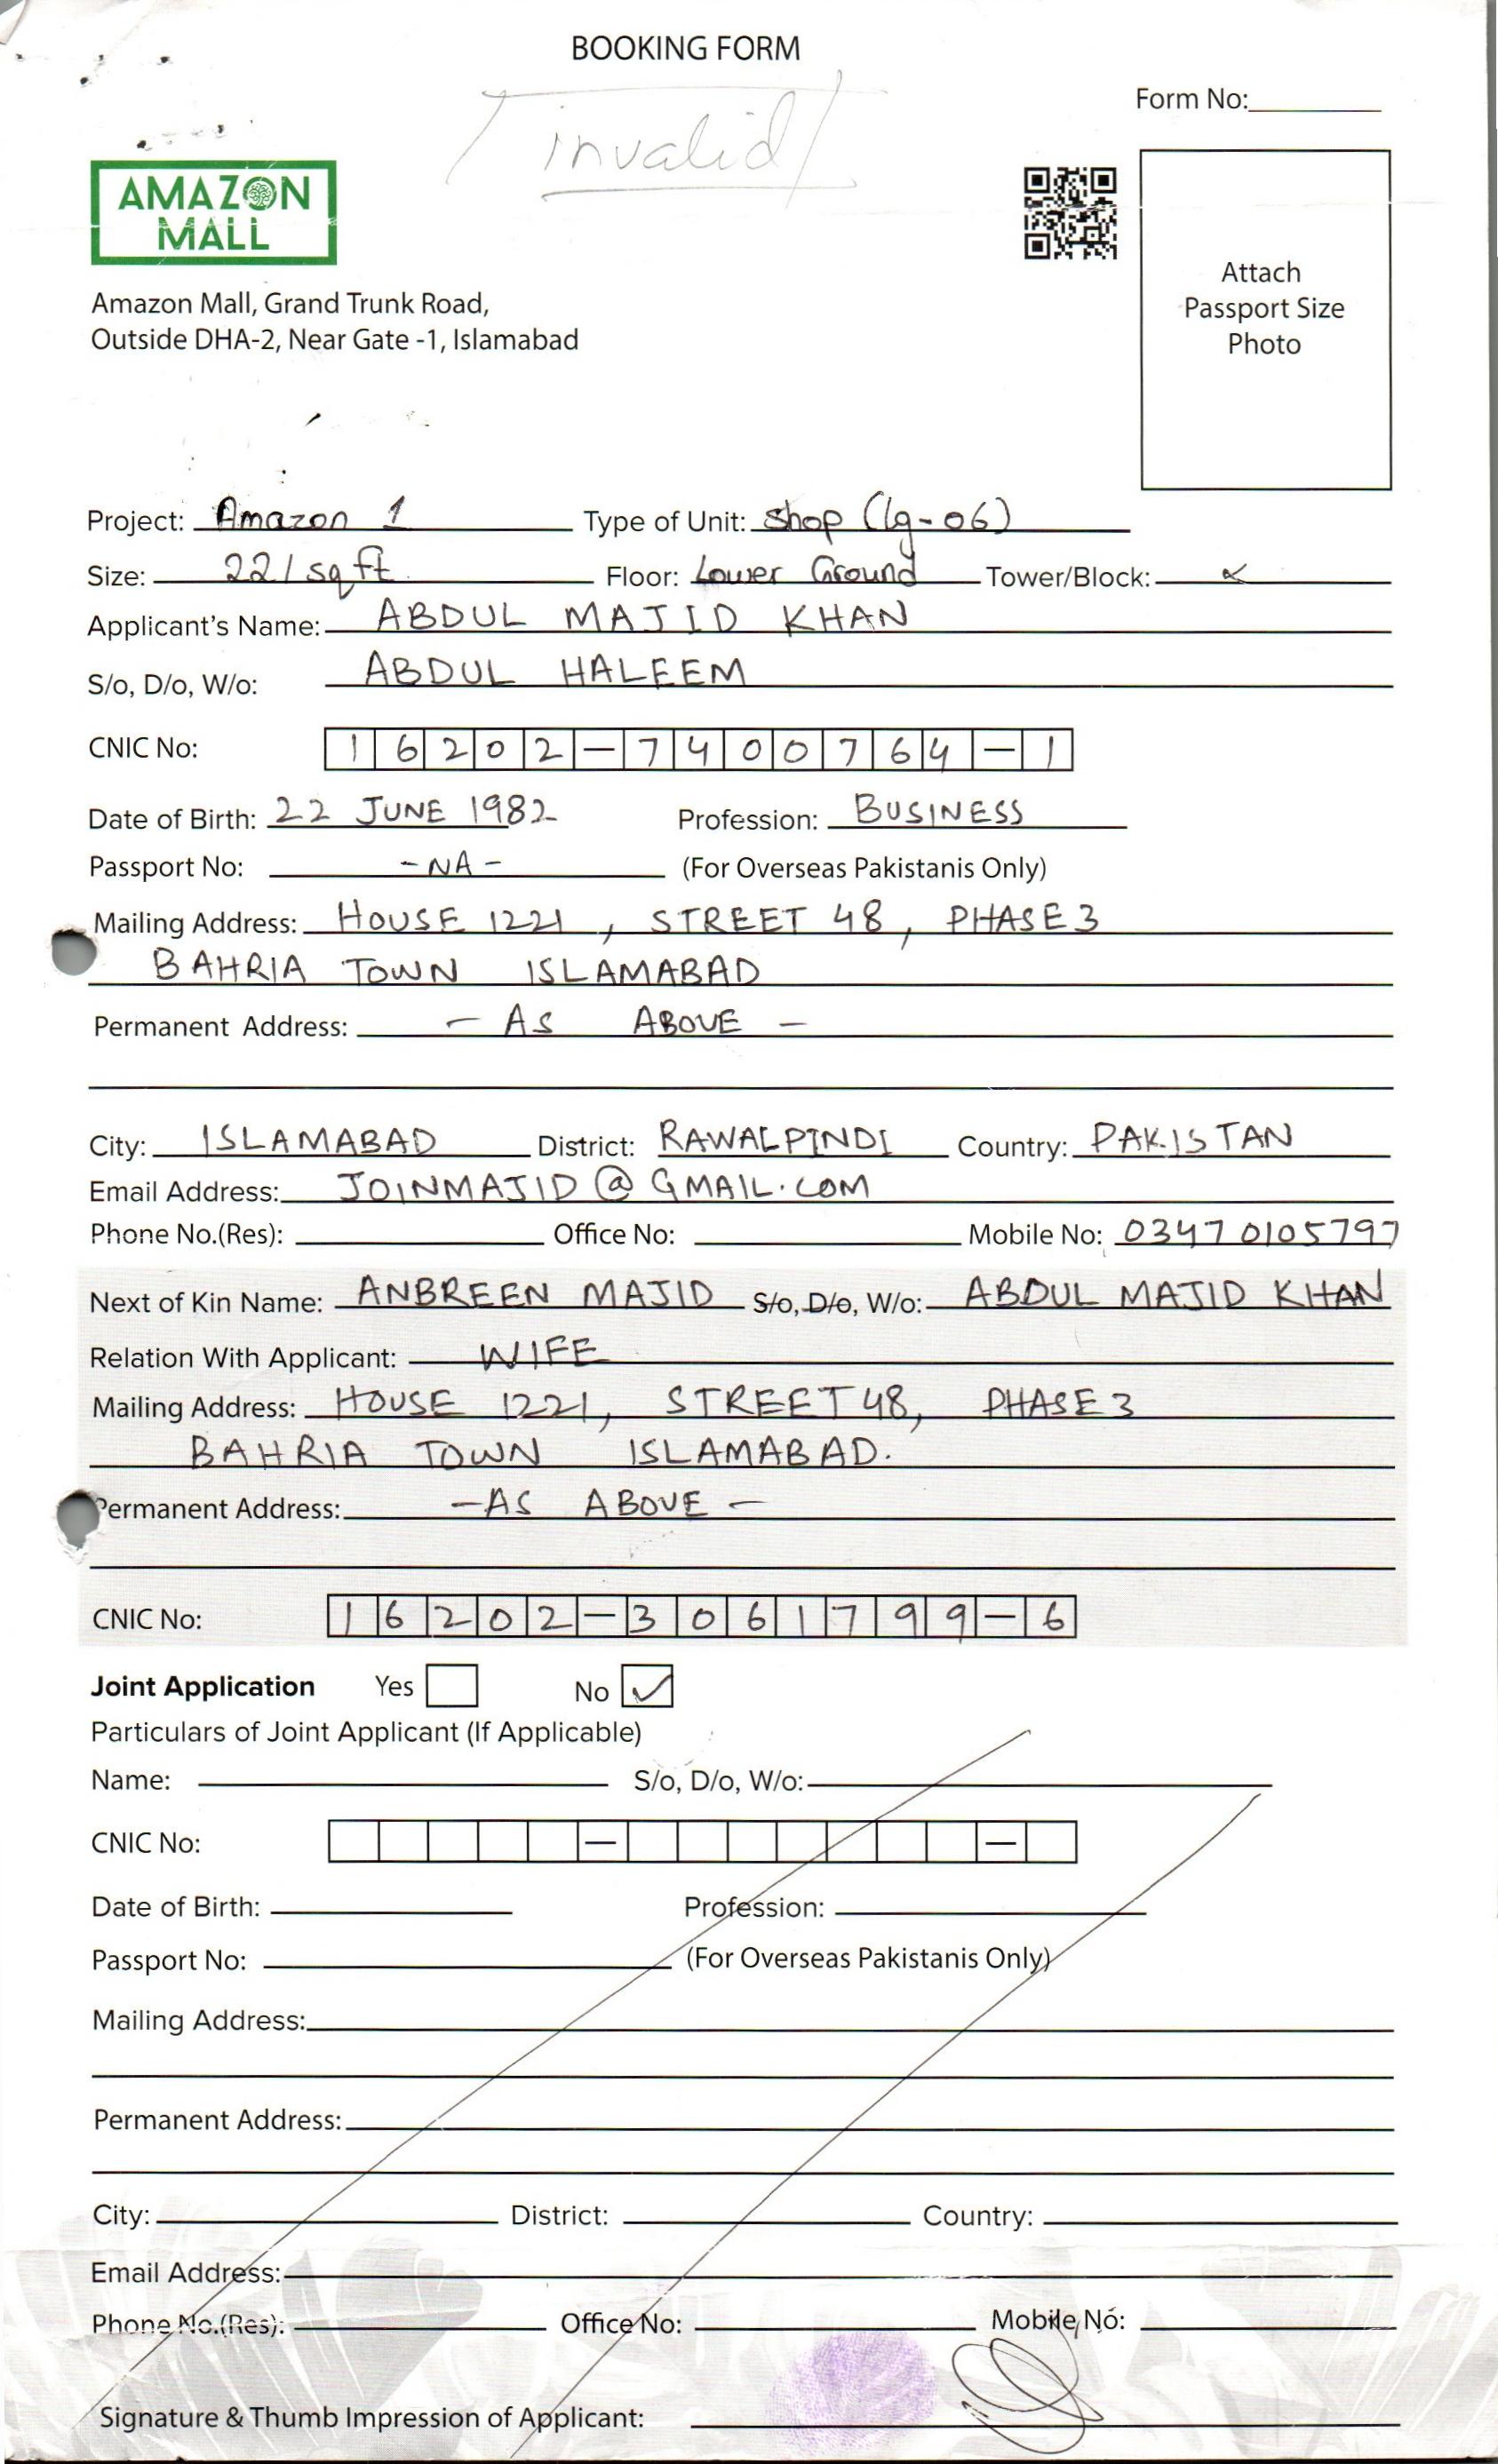 BOOKING FORM
invalid
Form No:
AMAZON
MALL
Attach
Passport Size
Photo
Amazon Mall, Grand Trunk Road,
Outside DHA-2, Near Gate -1, Islamabad
Project: Amazon 1 Type of Unit: Shop (lg-06)
Size: 221 sq ft Floor: Lower Ground Tower/Block:
Applicant's Name: ABDUL MAJID KHAN
S/o, D/o, W/o: ABDUL HALEEM
CNIC No: 16202-7400764-1
Date of Birth: 22 JUNE 1982 Profession: BUSINESS
Passport No: -NA- (For Overseas Pakistanis Only)
Mailing Address: HOUSE 1221, STREET 48, PHASE 3
BAHRIA TOWN ISLAMABAD
Permanent Address: - AS ABOVE -
City: ISLAMABAD District: RAWALPINDI Country: PAKISTAN
Email Address: JOINMAJID@GMAIL.COM
Phone No.(Res): Office No: Mobile No: 0347 0105797
Next of Kin Name: ANBREEN MAJID S/o, D/o, W/o: ABDUL MAJID KHAN
Relation With Applicant: WIFE
Mailing Address: HOUSE 1221, STREET 48, PHASE 3
BAHRIA TOWN ISLAMABAD.
Permanent Address: -AS ABOVE -
CNIC No: 16202-3061799-6
Joint Application Yes No
Particulars of Joint Applicant (If Applicable)
Name: S/o, D/o, W/o:
CNIC No: - -
Date of Birth: Profession:
Passport No: (For Overseas Pakistanis Only)
Mailing Address:
Permanent Address:
City: District: Country:
Email Address:
Phone No.(Res): Office No: Mobile No:
Signature & Thumb Impression of Applicant: